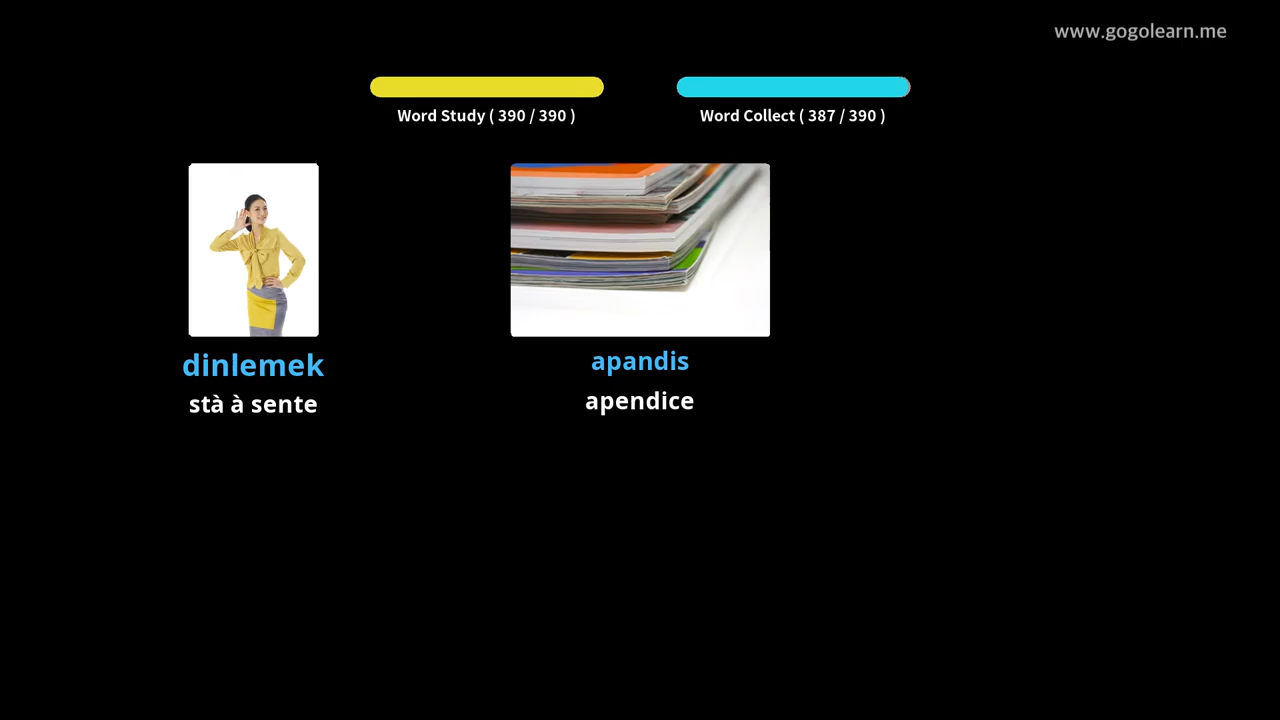 www.gogolearn.me
Word Study ( 390 / 390 )
Word Collect ( 387 / 390 )
dinlemek
stà à sente
apandis
apendice